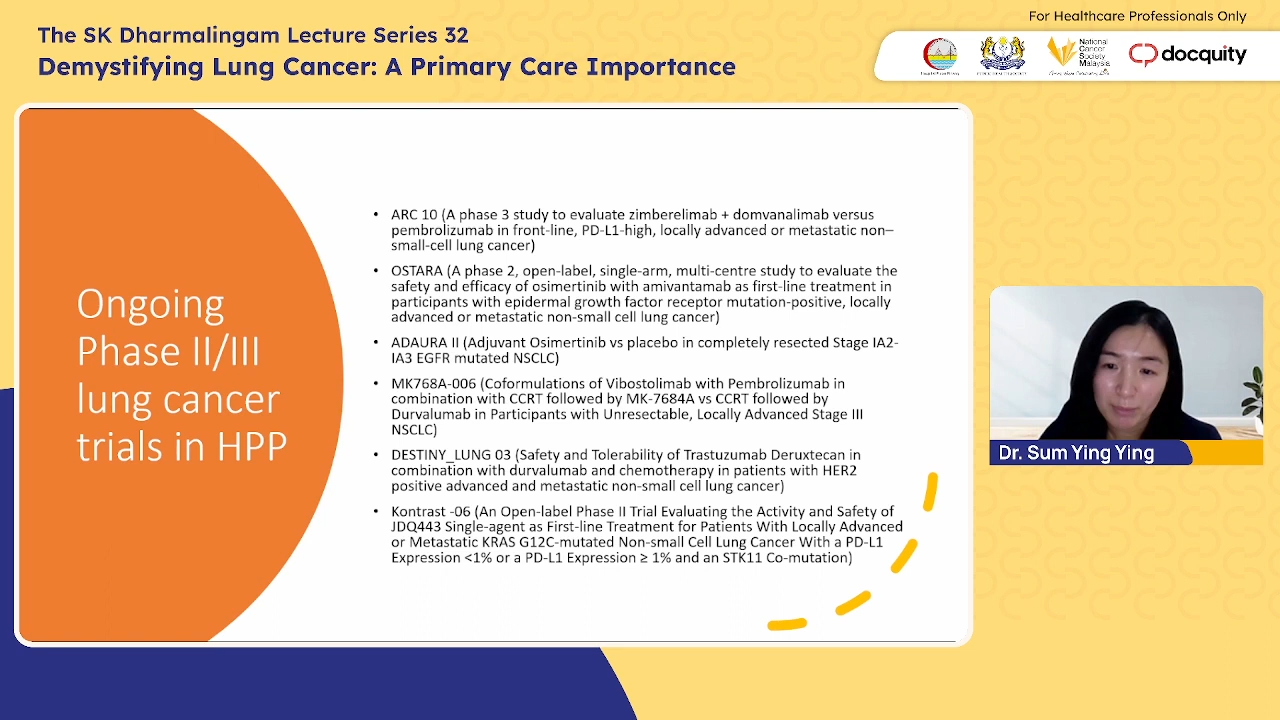 For Healthcare Professionals Only
The SK Dharmalingam Lecture Series 32
Demystifying Lung Cancer: A Primary Care Importance
National
Cancer
Society
Malaysia
docquity
Ongoing
Phase II/III
lung cancer
trials in HPP
• ARC 10 (A phase 3 study to evaluate zimberelimab + domvanalimab versus
pembrolizumab in front-line, PD-L1-high, locally advanced or metastatic non–
small-cell lung cancer)
• OSTARA (A phase 2, open-label, single-arm, multi-centre study to evaluate the
safety and efficacy of osimertinib with amivantamab as first-line treatment in
participants with epidermal growth factor receptor mutation-positive, locally
advanced or metastatic non-small cell lung cancer)
• ADAURA II (Adjuvant Osimertinib vs placebo in completely resected Stage IA2-
IA3 EGFR mutated NSCLC)
• MK768A-006 (Coformulations of Vibostolimab with Pembrolizumab in
combination with CCRT followed by MK-7684A vs CCRT followed by
Durvalumab in Participants with Unresectable, Locally Advanced Stage III
NSCLC)
• DESTINY_LUNG 03 (Safety and Tolerability of Trastuzumab Deruxtecan in
combination with durvalumab and chemotherapy in patients with HER2
positive advanced and metastatic non-small cell lung cancer)
• Kontrast -06 (An Open-label Phase II Trial Evaluating the Activity and Safety of
JDQ443 Single-agent as First-line Treatment for Patients With Locally Advanced
or Metastatic KRAS G12C-mutated Non-small Cell Lung Cancer With a PD-L1
Expression <1% or a PD-L1 Expression ≥ 1% and an STK11 Co-mutation)
Dr. Sum Ying Ying